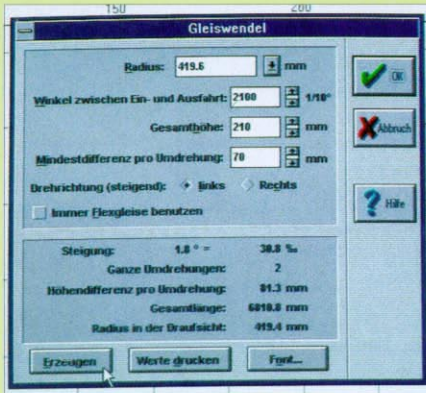 150 200
Gleiswendel
Radius: 419.6 mm
Winkel zwischen Ein- und Ausfahrt: 2100 1/10°
Gesamthöhe: 210 mm
Mindestdifferenz pro Umdrehung: 70 mm
Drehrichtung (steigend): links Rechts
Immer Flexgleise benutzen
OK
Abbruch
Hilfe
Steigung: 1.8 ° = 30.8 ‰
Ganze Umdrehungen: 2
Höhendifferenz pro Umdrehung: 81.3 mm
Gesamtlänge: 6810.8 mm
Radius in der Draufsicht: 419.4 mm
Erzeugen Werte drucken Font...